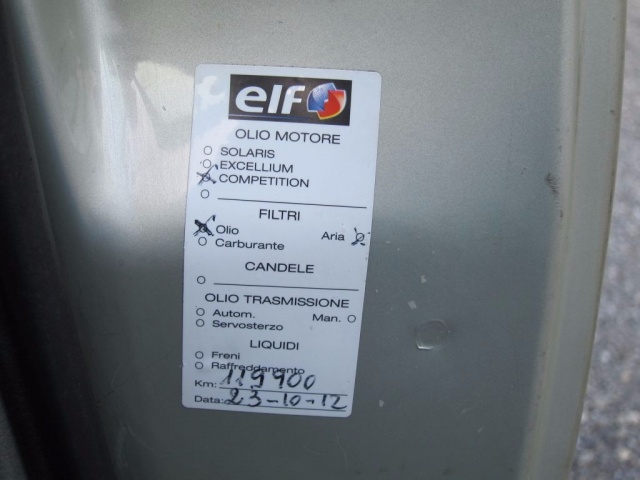 elf
OLIO MOTORE
SOLARIS
EXCELLIUM
COMPETITION
FILTRI
Olio Aria
Carburante
CANDELE
OLIO TRASMISSIONE
Autom. Man.
Servosterzo
LIQUIDI
Freni
Raffreddamento
Km: 119900
Data: 23-10-12